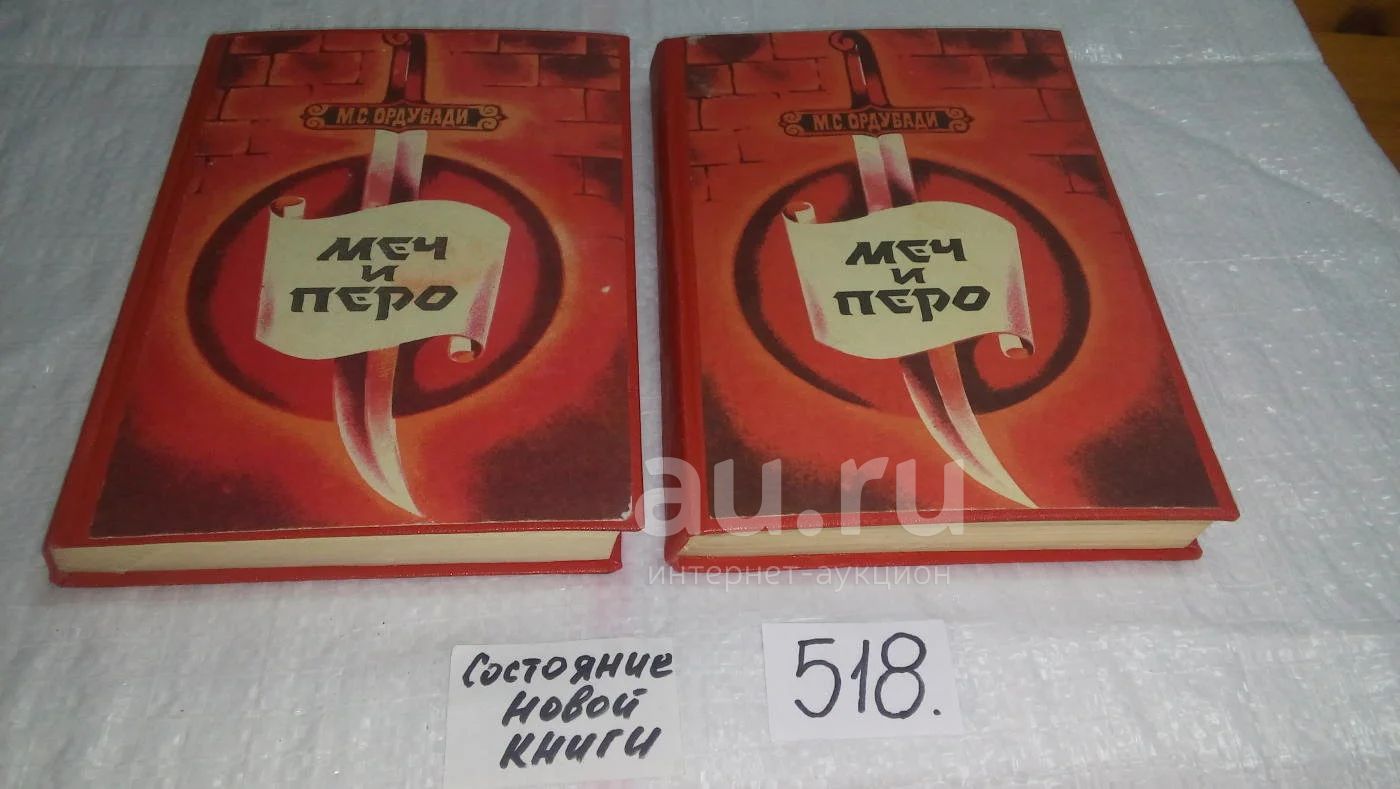 М.С. ОРДУБАДИ
МЕЧ
И
ПЕРО
М.С. ОРДУБАДИ
МЕЧ
И
ПЕРО
au.ru
интернет-аукцион
Состояние
новой
книги
518.